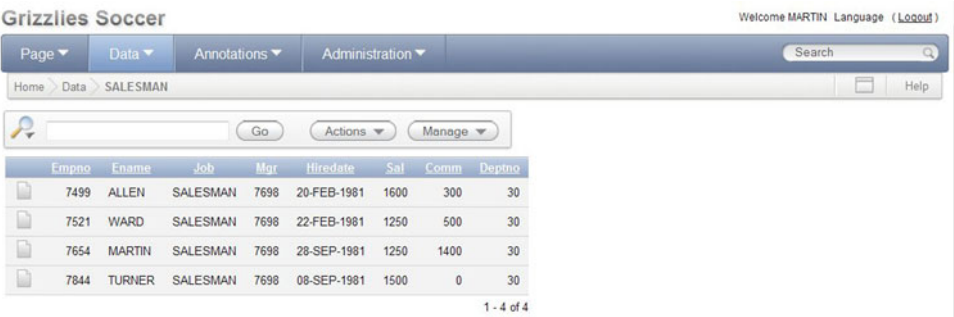 Grizzlies Soccer
Welcome MARTIN Language ( Logout )
Page Data Annotations Administration Search
Home Data SALESMAN Help
Go Actions Manage
Empno Ename Job Mgr Hiredate Sal Comm Deptno
7499 ALLEN SALESMAN 7698 20-FEB-1981 1600 300 30
7521 WARD SALESMAN 7698 22-FEB-1981 1250 500 30
7654 MARTIN SALESMAN 7698 28-SEP-1981 1250 1400 30
7844 TURNER SALESMAN 7698 08-SEP-1981 1500 0 30
1 - 4 of 4